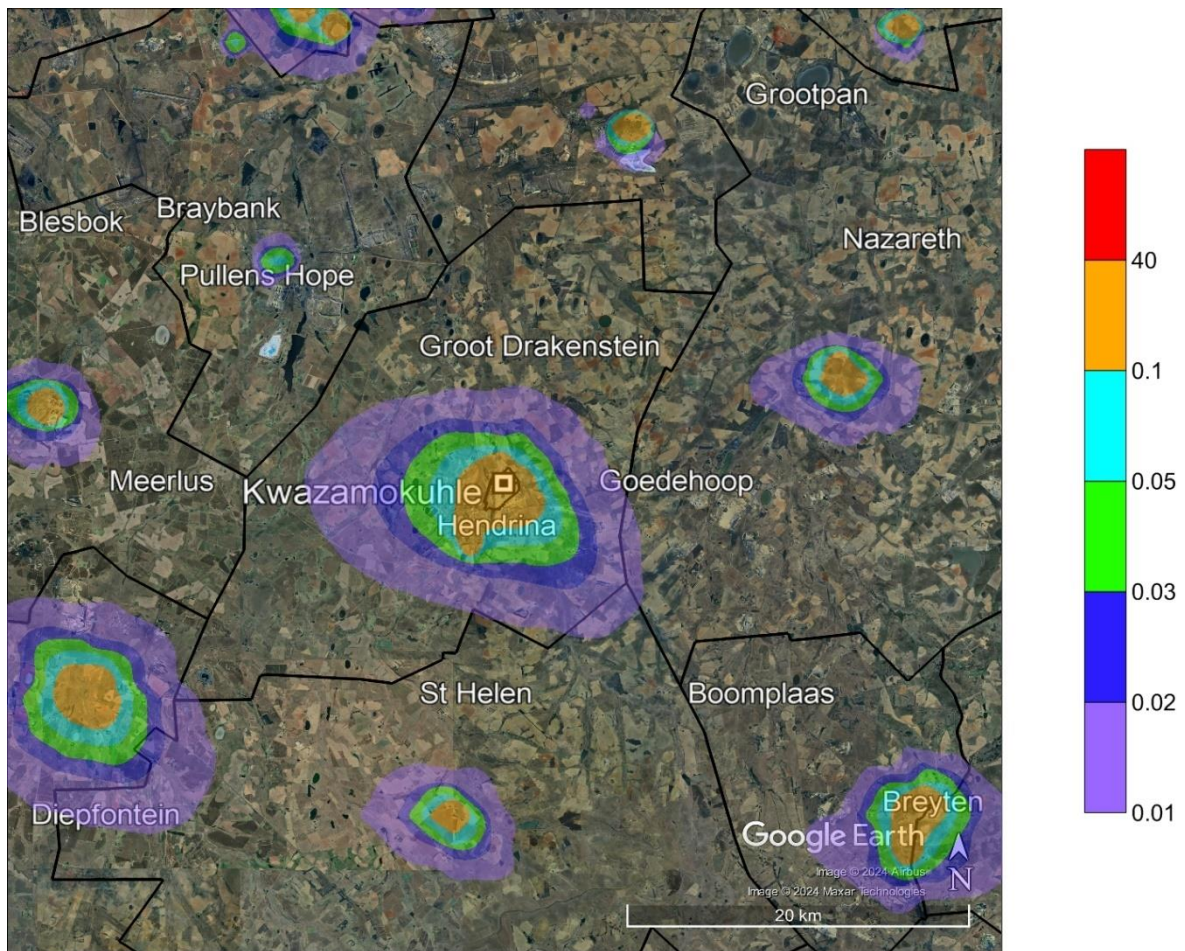 Grootpan
Blesbok
Braybank
Nazareth
Pullens Hope
Groot Drakenstein
Meerlus
Kwazamokuhle
Goedehoop
Hendrina
St Helen
Boomplaas
Diepfontein
Breyten
Google Earth
Image © 2024 Airbus
Image © 2024 Maxar Technologies
N
20 km
40
0.1
0.05
0.03
0.02
0.01